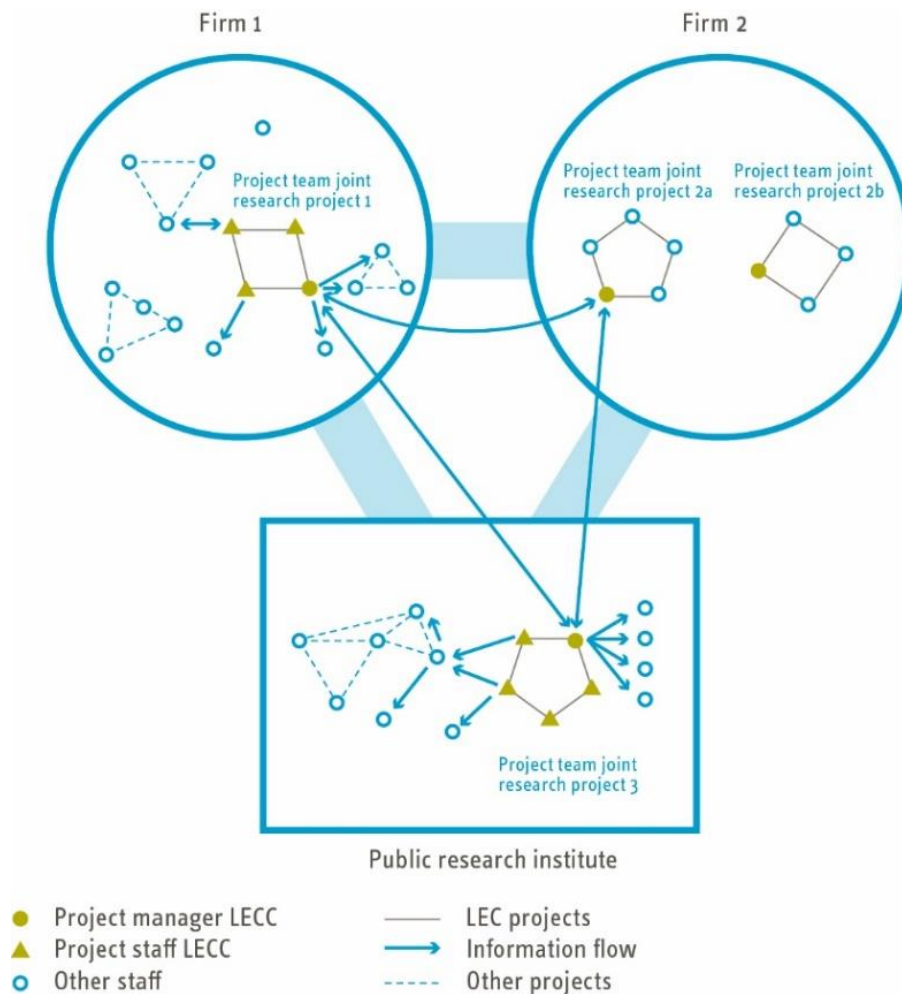 Firm 1
Firm 2
Project team joint
research project 1
Project team joint
research project 2a
Project team joint
research project 2b
Project team joint
research project 3
Public research institute
Project manager LECC
Project staff LECC
Other staff
LEC projects
Information flow
Other projects